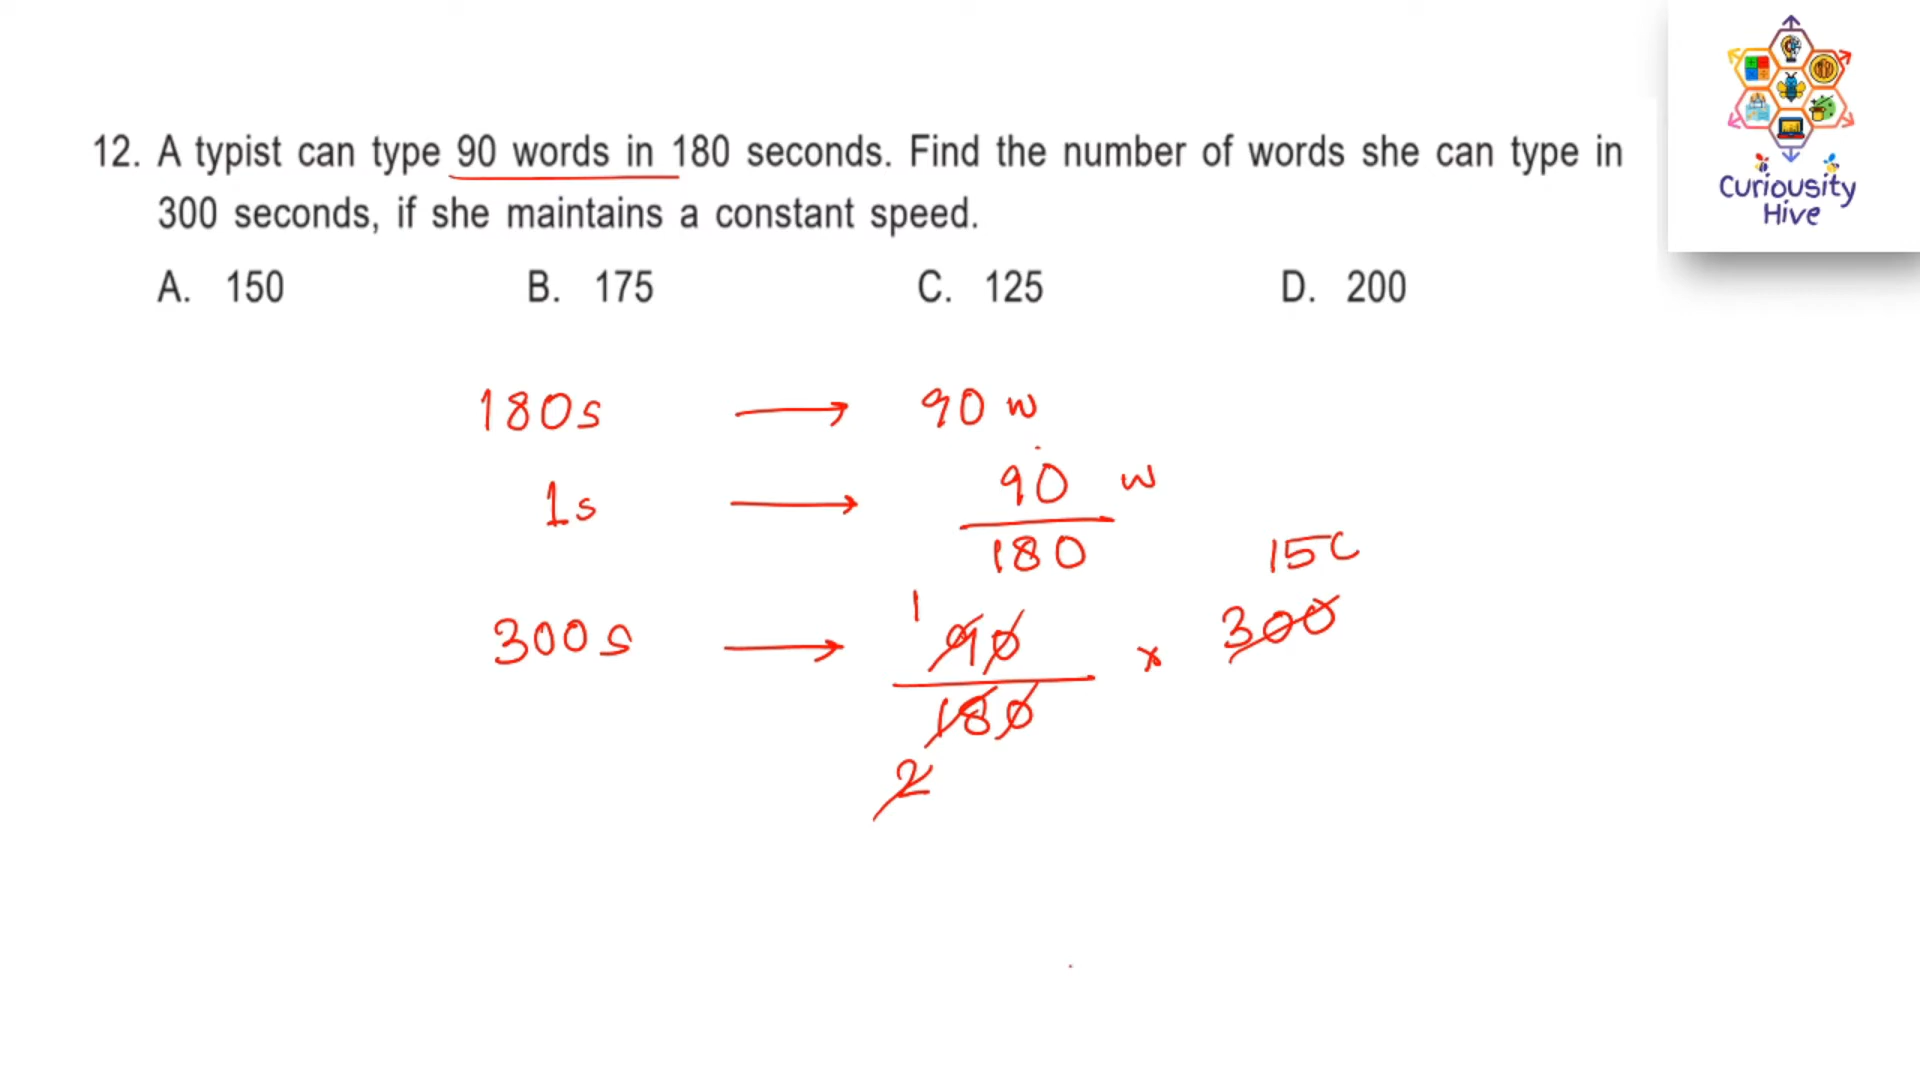 12. A typist can type 90 words in 180 seconds. Find the number of words she can type in
300 seconds, if she maintains a constant speed.
A. 150 B. 175 C. 125 D. 200
Curiousity
Hive
180s → 90 w
1s → 90 w
180
15C
1
300s → 90 × 300
180
2